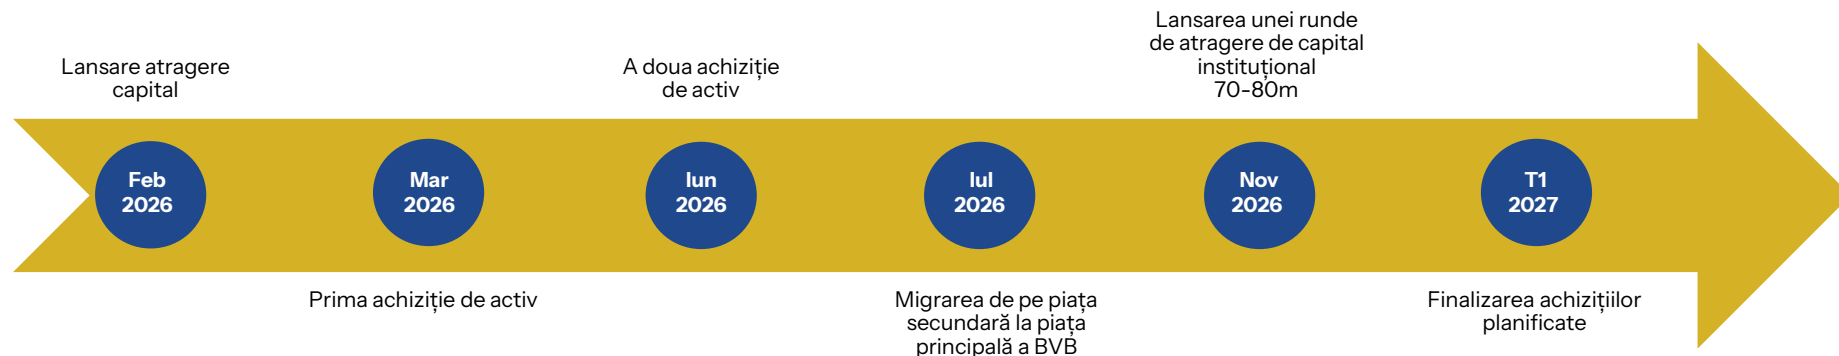 Lansare atragere
capital
Feb
2026
Mar
2026
Prima achiziție de activ
A doua achiziție
de activ
Iun
2026
Iul
2026
Migrarea de pe piața
secundară la piața
principală a BVB
Lansarea unei runde
de atragere de capital
instituțional
70-80m
Nov
2026
T1
2027
Finalizarea achizițiilor
planificate